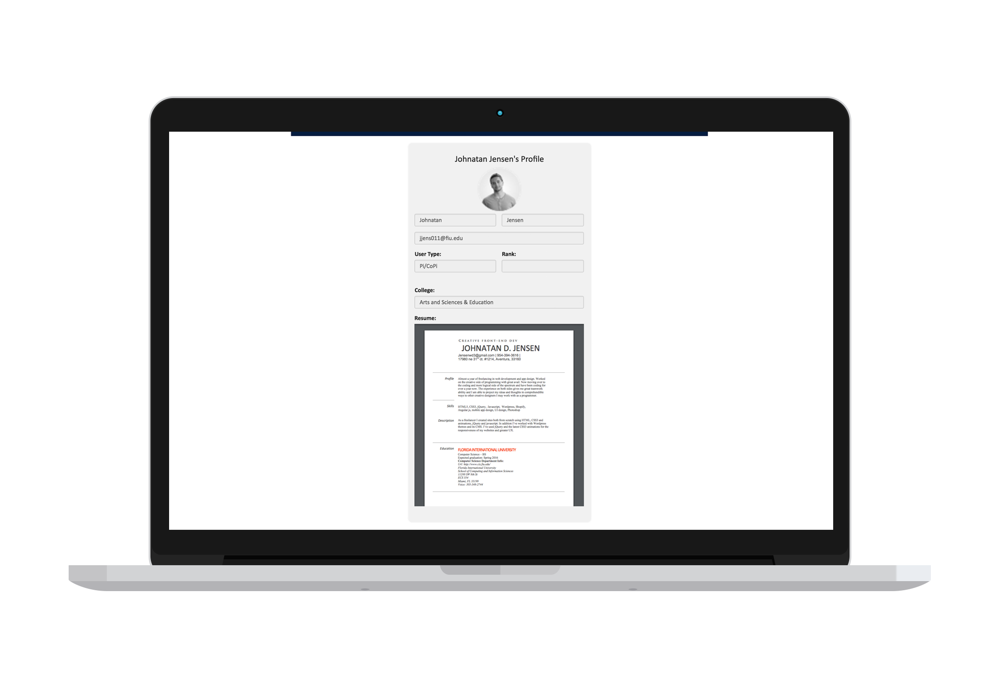 Johnatan Jensen's Profile
Johnatan Jensen
jjens011@fiu.edu
User Type: Rank:
Pi/CoPi
College:
Arts and Sciences & Education
Resume:
CREATIVE FRONT-END DEV
JOHNATAN D. JENSEN
Jensenwd3@gmail.com | 954-394-3616 |
17980 ne 31st ct. #1214, Aventura, 33160
Profile Almost a year of freelancing in web development and app design. Worked
on the creative side of programming with great avail. Now moving over to
the coding and more logical side of the spectrum and have been coding for
over a year now. The experience on both sides gives me great teamwork
ability and I am able to project my ideas and thoughts in comprehendible
ways to other creative designers I may work with as a programmer.
Skills HTML5, CSS3, jQuery, Javascript, Wordpress, Shopify,
Angular.js, mobile app design, UI design, Photoshop
Description As a freelancer I created sites both from scratch using HTML, CSS3 and
animations, jQuery and javascript. In addition I've worked with Wordpress
themes and its CMS. I've used jQuery and the latest CSS3 animations for the
responsiveness of my websites and greater UX.
Education FLORIDA INTERNATIONAL UNIVERSITY
Computer Science – BS
Expected graduation: Spring 2016
Computer Science Department Info:
Url: http://www.cis.fiu.edu/
Florida International University
School of Computing and Information Sciences
11200 SW 8th St
ECS 354
Miami, FL 33199
Voice: 305-348-2744